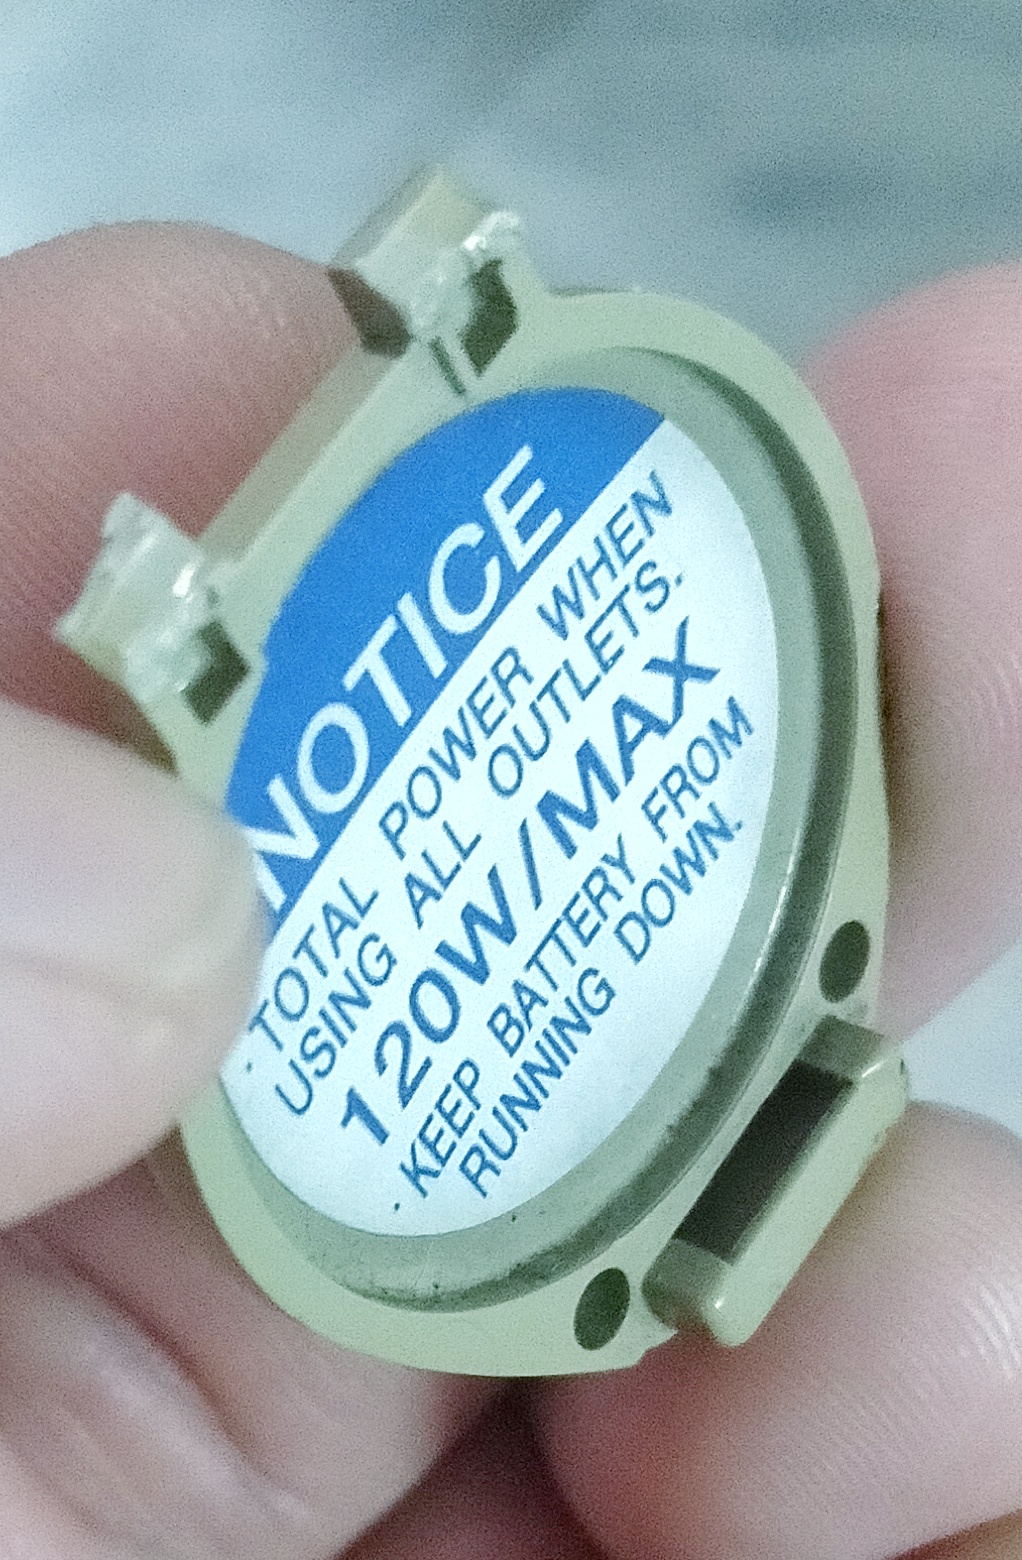 NOTICE
· TOTAL POWER WHEN
USING ALL OUTLETS.
120W/MAX
· KEEP BATTERY FROM
RUNNING DOWN.